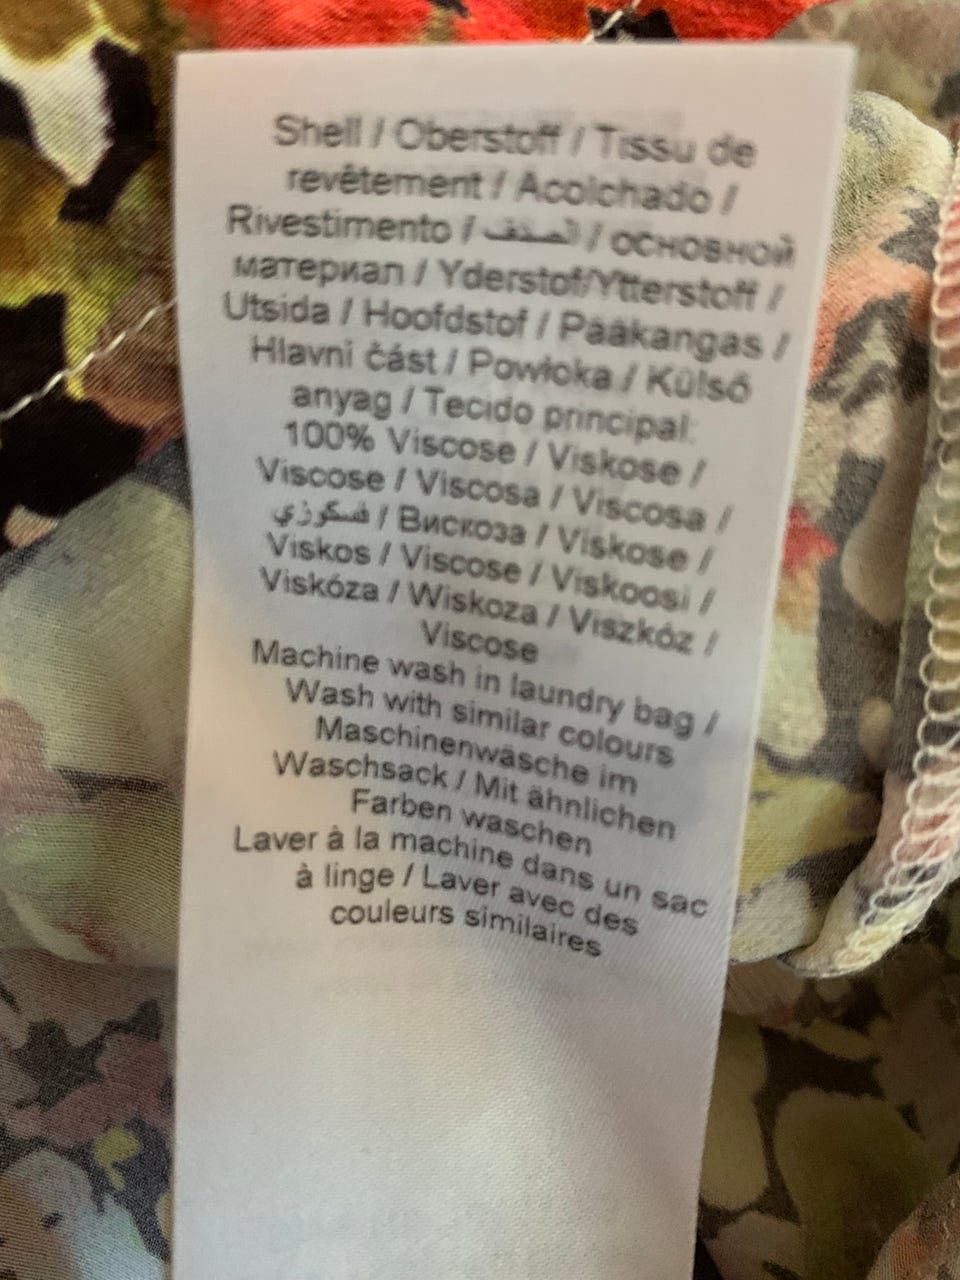 Shell / Oberstoff / Tissu de
revêtement / Acolchado /
Rivestimento / الصدف / основной
материал / Yderstof/Ytterstoff /
Utsida / Hoofdstof / Pääkangas /
Hlavní část / Powłoka / Külső
anyag / Tecido principal:
100% Viscose / Viskose /
Viscose / Viscosa / Viscosa /
فسكوزي / Вискоза / Viskose /
Viskos / Viscose / Viskoosi /
Viskóza / Wiskoza / Viszkóz /
Viscose
Machine wash in laundry bag /
Wash with similar colours
Maschinenwäsche im
Waschsack / Mit ähnlichen
Farben waschen
Laver à la machine dans un sac
à linge / Laver avec des
couleurs similaires